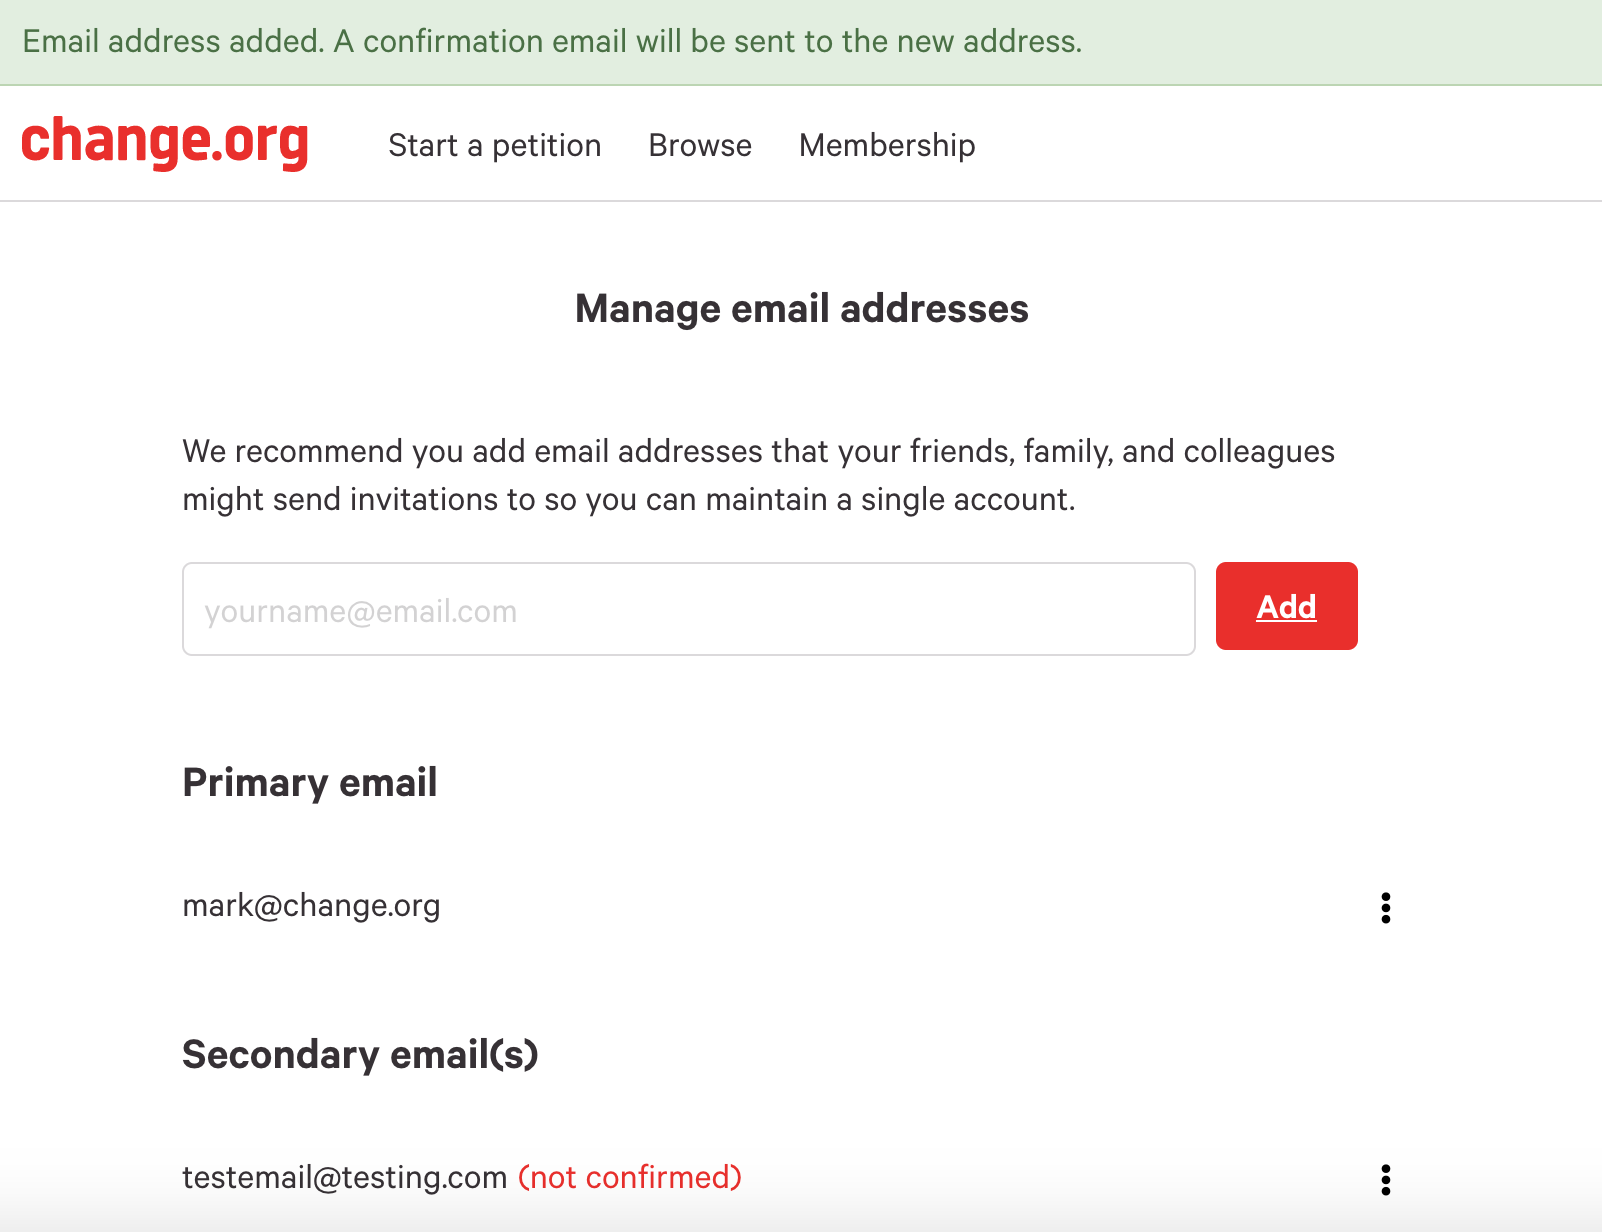 Email address added. A confirmation email will be sent to the new address.
change.org
Start a petition Browse Membership
Manage email addresses
We recommend you add email addresses that your friends, family, and colleagues
might send invitations to so you can maintain a single account.
yourname@email.com
Add
Primary email
mark@change.org
Secondary email(s)
testemail@testing.com (not confirmed)